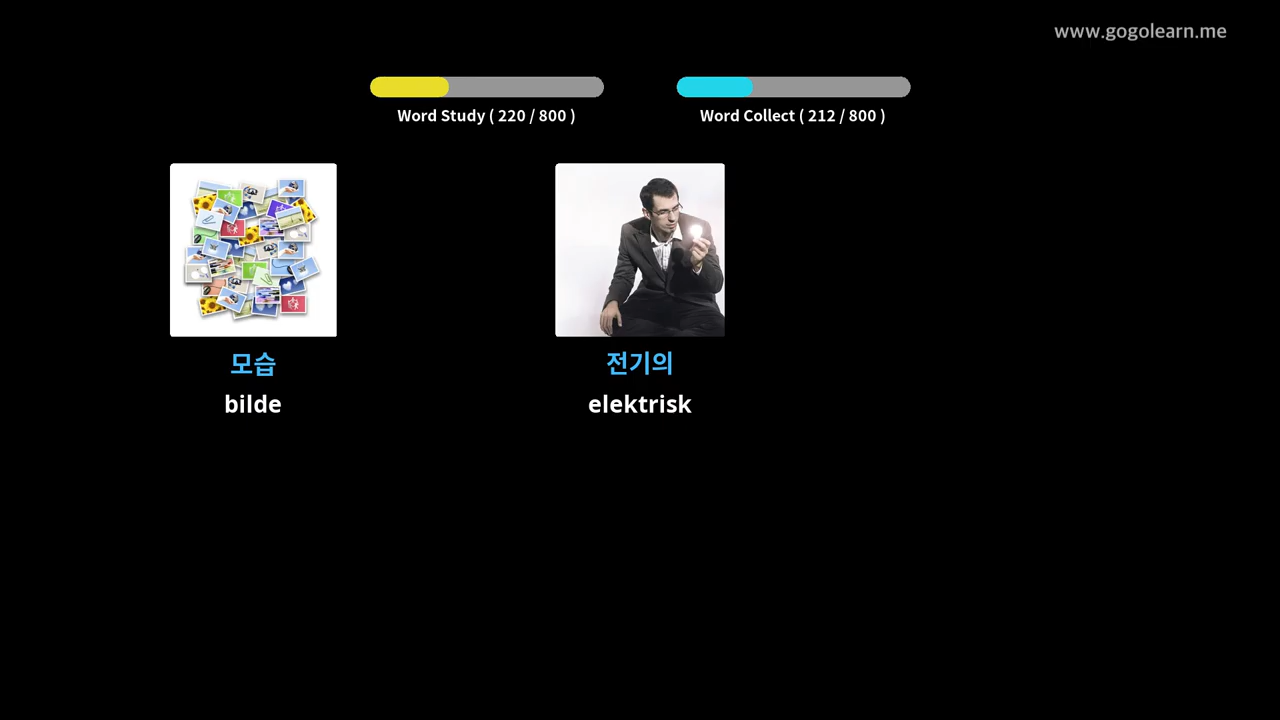 www.gogolearn.me
Word Study ( 220 / 800 )
Word Collect ( 212 / 800 )
모습
bilde
전기의
elektrisk